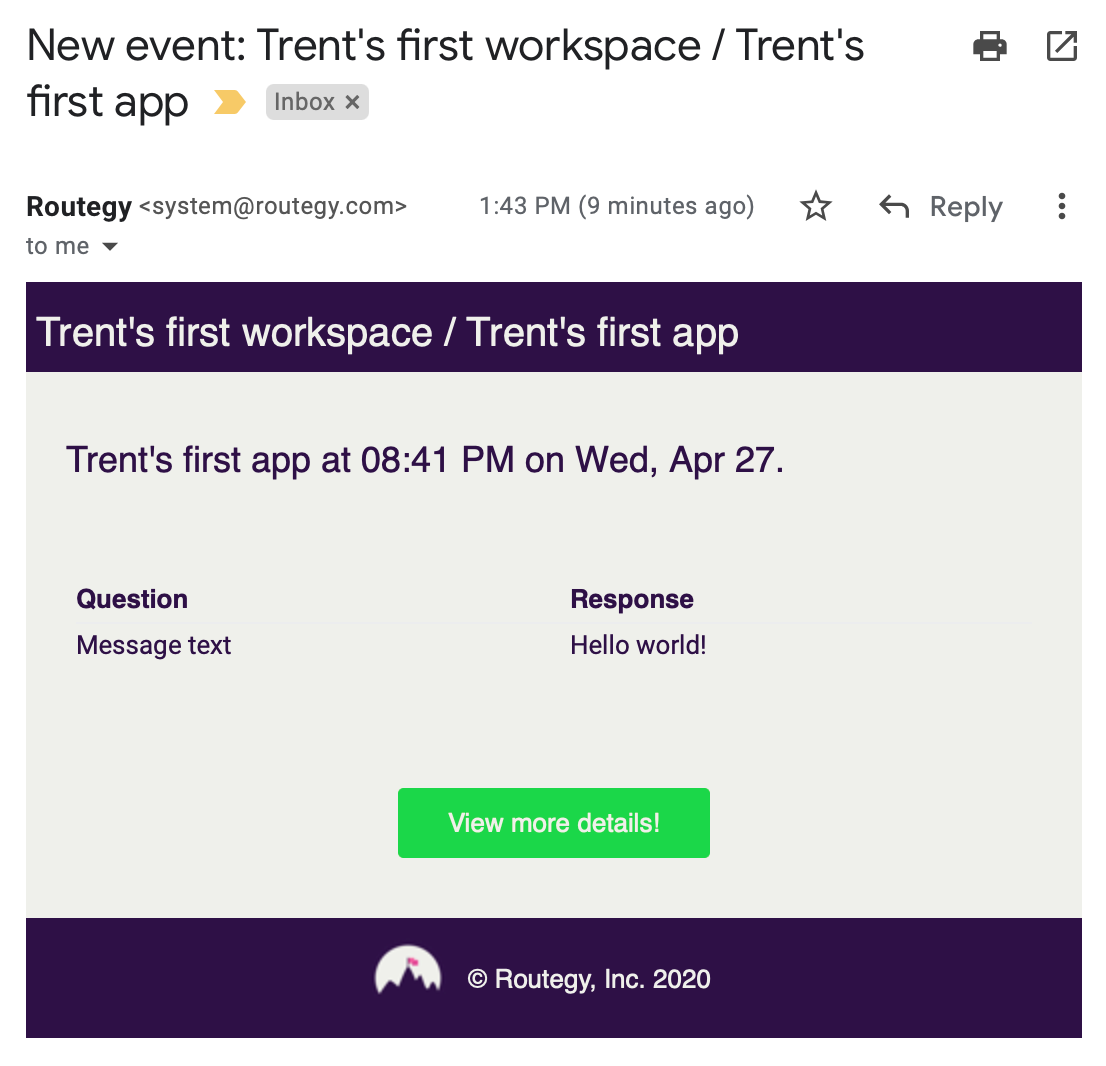 New event: Trent's first workspace / Trent's
first app Inbox ×
Routegy <system@routegy.com> 1:43 PM (9 minutes ago) Reply
to me
Trent's first workspace / Trent's first app
Trent's first app at 08:41 PM on Wed, Apr 27.
Question Response
Message text Hello world!
View more details!
© Routegy, Inc. 2020